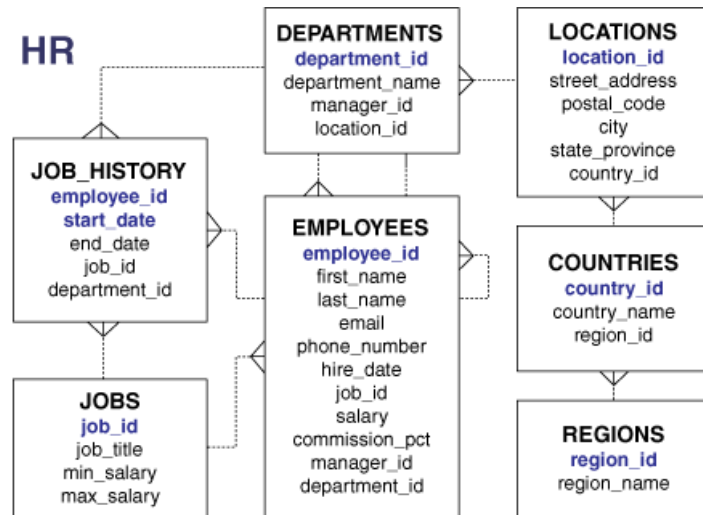 HR
DEPARTMENTS
department_id
department_name
manager_id
location_id
LOCATIONS
location_id
street_address
postal_code
city
state_province
country_id
JOB_HISTORY
employee_id
start_date
end_date
job_id
department_id
EMPLOYEES
employee_id
first_name
last_name
email
phone_number
hire_date
job_id
salary
commission_pct
manager_id
department_id
COUNTRIES
country_id
country_name
region_id
JOBS
job_id
job_title
min_salary
max_salary
REGIONS
region_id
region_name